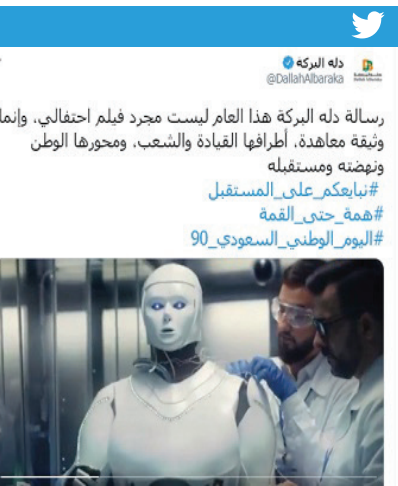 دله البركة
@DallahAlbaraka
رسالة دله البركة هذا العام ليست مجرد فيلم احتفالي، وإنما
وثيقة معاهدة، أطرافها القيادة والشعب، ومحورها الوطن
ونهضته ومستقبله
#نبايعكم_على_المستقبل
#همة_حتى_القمة
#اليوم_الوطني_السعودي_90